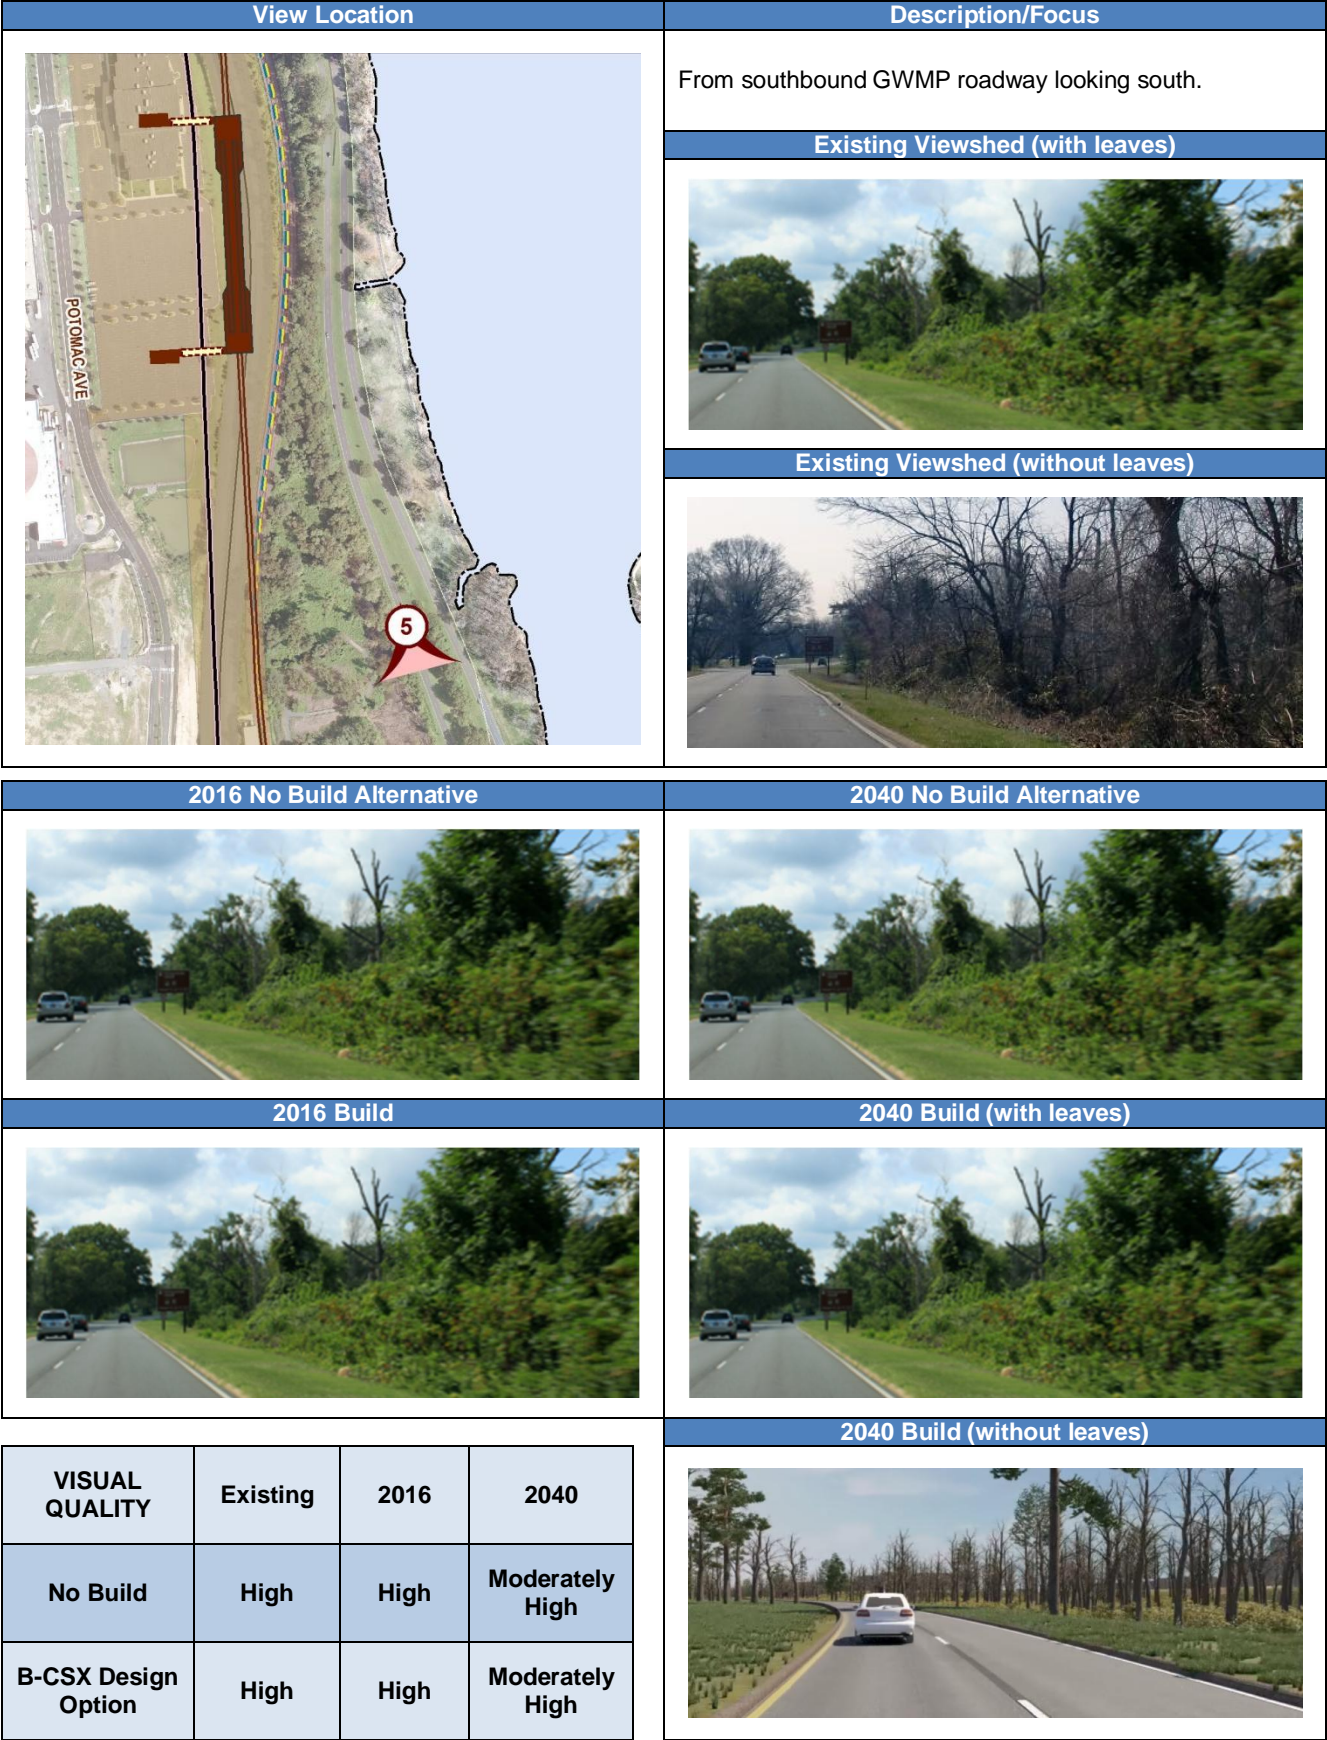 View Location
Description/Focus
POTOMAC AVE
5
From southbound GWMP roadway looking south.
Existing Viewshed (with leaves)
Existing Viewshed (without leaves)
2016 No Build Alternative
2040 No Build Alternative
2016 Build
2040 Build (with leaves)
2040 Build (without leaves)
VISUAL
QUALITY
Existing
2016
2040
No Build
High
High
Moderately
High
B-CSX Design
Option
High
High
Moderately
High